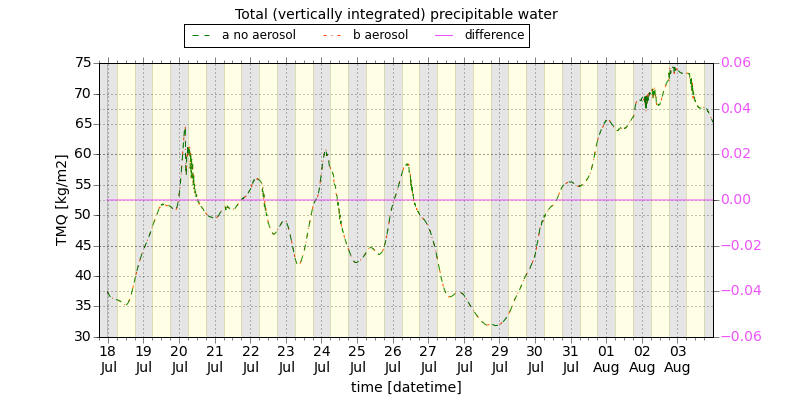 Total (vertically integrated) precipitable water
a no aerosol b aerosol difference
75 0.06
70 0.04
65
60 0.02
55 0.00
50
45 −0.02
40 −0.04
35
30 −0.06
TMQ [kg/m2]
18 19 20 21 22 23 24 25 26 27 28 29 30 31 01 02 03
Jul Jul Jul Jul Jul Jul Jul Jul Jul Jul Jul Jul Jul Jul Aug Aug Aug
time [datetime]